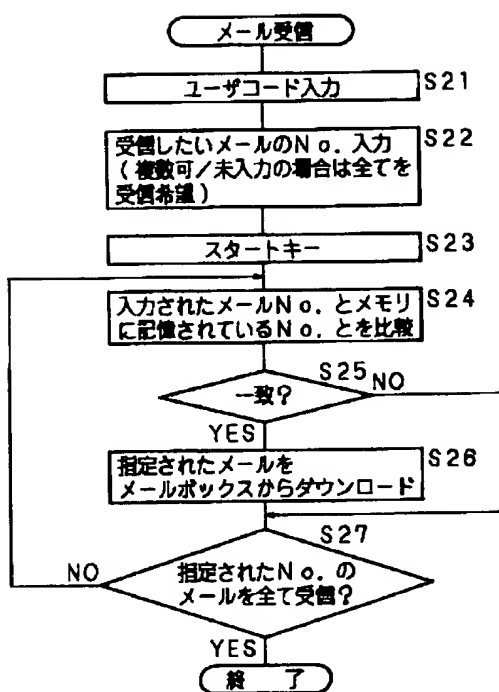 メール受信
ユーザコード入力
S21
受信したいメールのNo.入力
(複数可/未入力の場合は全てを
受信希望)
S22
スタートキー
S23
入力されたメールNo.とメモリ
に記憶されているNo.とを比較
S24
一致?
S25
NO
YES
指定されたメールを
メールボックスからダウンロード
S26
S27
NO
指定されたNo.の
メールを全て受信?
YES
終 了